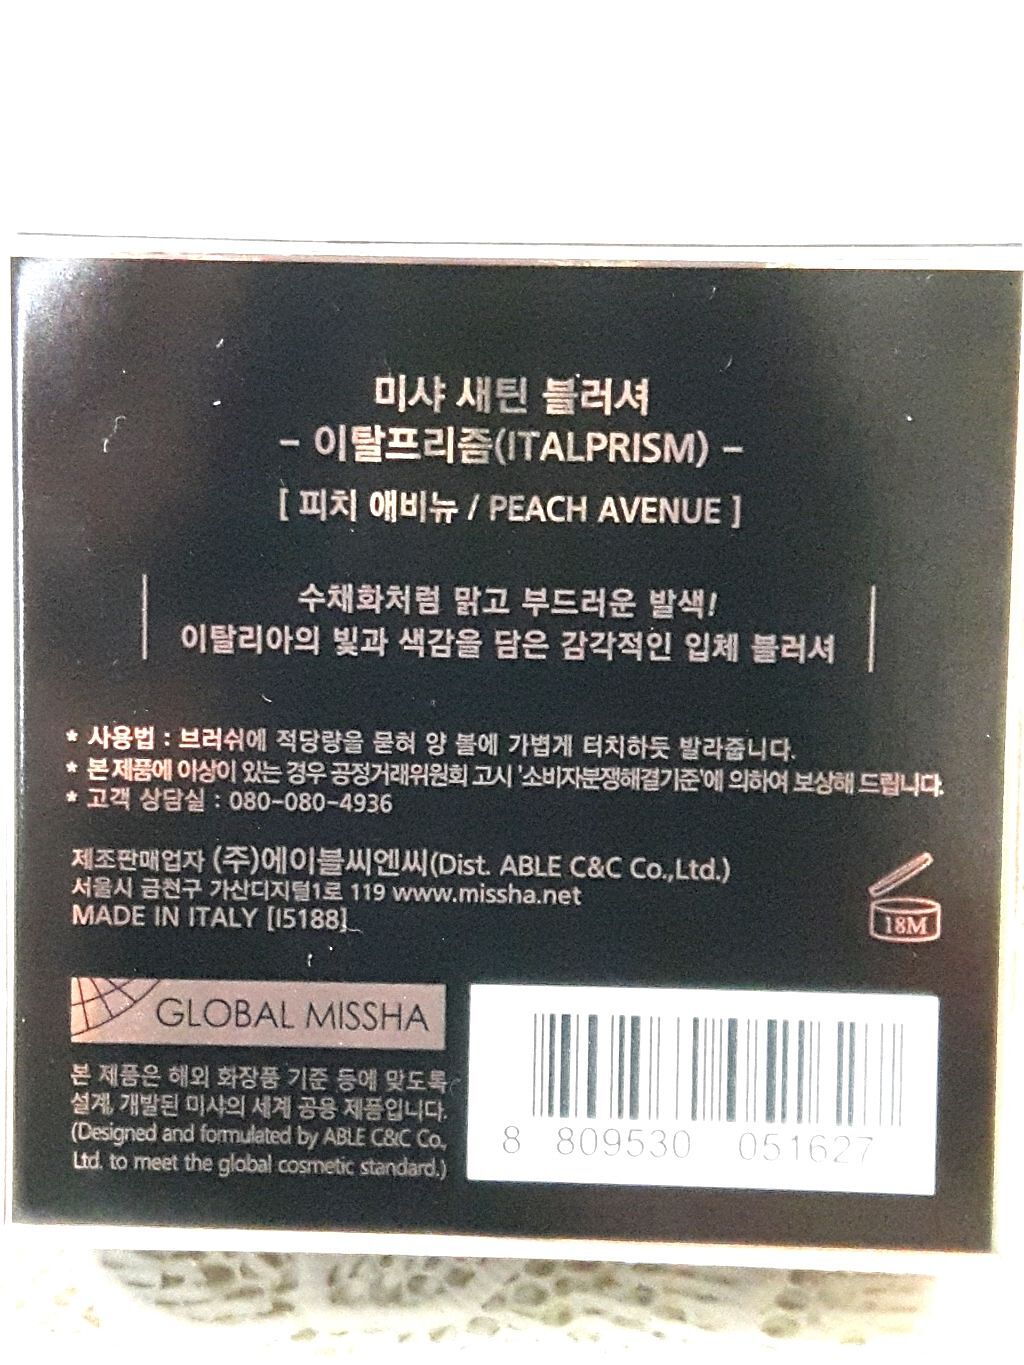 미샤 새틴 블러셔
- 이탈프리즘(ITALPRISM) -
[ 피치 애비뉴 / PEACH AVENUE ]
수채화처럼 맑고 부드러운 발색!
이탈리아의 빛과 색감을 담은 감각적인 입체 블러셔
* 사용법 : 브러쉬에 적당량을 묻혀 양 볼에 가볍게 터치하듯 발라줍니다.
* 본 제품에 이상이 있는 경우 공정거래위원회 고시 '소비자분쟁해결기준'에 의하여 보상해 드립니다.
* 고객 상담실 : 080-080-4936
제조판매업자 (주)에이블씨엔씨(Dist. ABLE C&C Co.,Ltd.)
서울시 금천구 가산디지털1로 119 www.missha.net
MADE IN ITALY [I5188]
18M
GLOBAL MISSHA
본 제품은 해외 화장품 기준 등에 맞도록
설계, 개발된 미샤의 세계 공용 제품입니다.
(Designed and formulated by ABLE C&C Co.,
Ltd. to meet the global cosmetic standard.)
8 809530 051627